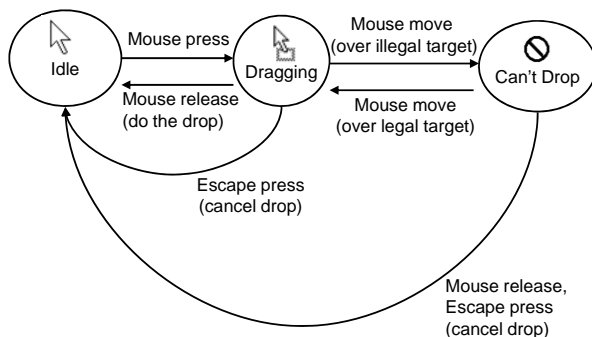 Mouse press
Mouse move
(over illegal target)
Idle
Dragging
Can't Drop
Mouse release
(do the drop)
Mouse move
(over legal target)
Escape press
(cancel drop)
Mouse release,
Escape press
(cancel drop)